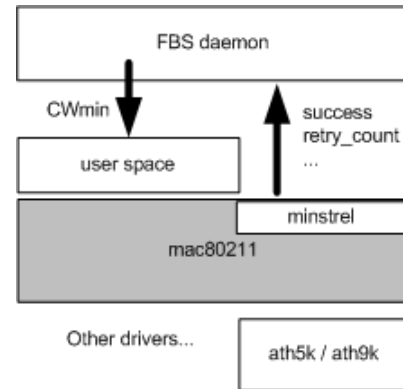 FBS daemon
CWmin
success
retry_count
...
user space
minstrel
mac80211
Other drivers...
ath5k / ath9k